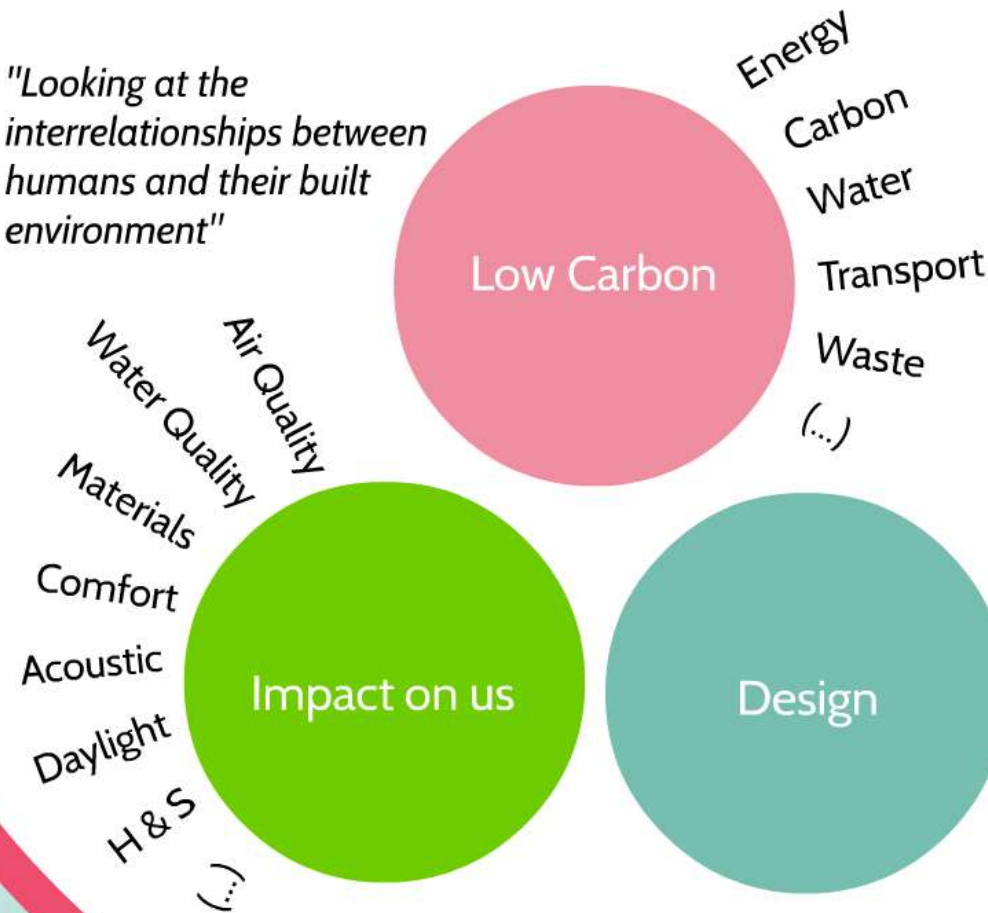 "Looking at the
interrelationships between
humans and their built
environment"
Low Carbon
Energy
Carbon
Water
Transport
Waste
(...)
Air Quality
Water Quality
Materials
Comfort
Acoustic
Daylight
H & S
(...)
Impact on us
Design